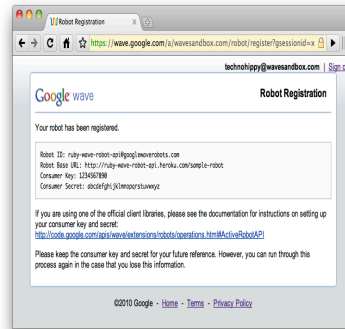 Robot Registration
https://wave.google.com/a/wavesandbox.com/robot/register?gsessionid=x
technohippy@wavesandbox.com | Sign
Google wave
Robot Registration
Your robot has been registered.
Robot ID: ruby-wave-robot-api@googlewaverobots.com
Robot Base URL: http://ruby-wave-robot-api.heroku.com/sample-robot
Consumer Key: 1234567890
Consumer Secret: abcdefghijklmnopqrstuvwxyz
If you are using one of the official client libraries, please see the documentation for instructions on setting up
your consumer key and secret:
http://code.google.com/apis/wave/extensions/robots/operations.html#ActiveRobotAPI
Please keep the consumer key and secret for your future reference. However, you can run through this
process again in the case that you lose this information.
©2010 Google - Home - Terms - Privacy Policy